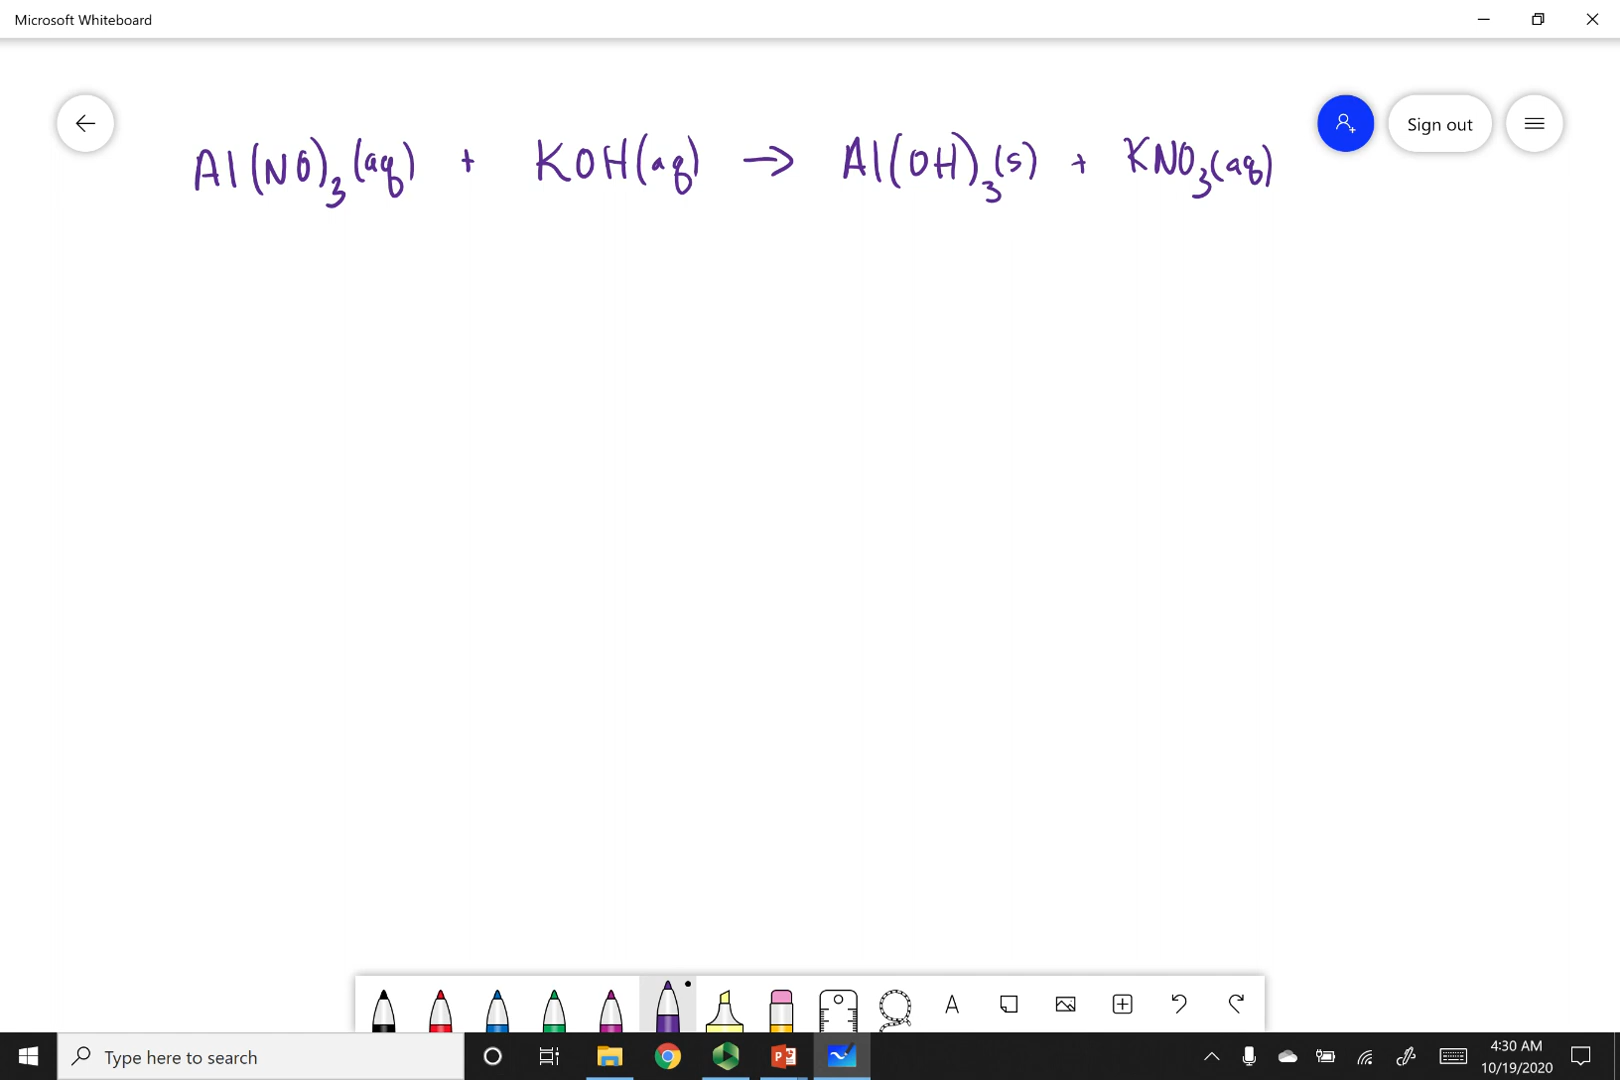 Microsoft Whiteboard
Sign out
Al(NO)₃(aq) + KOH(aq) → Al(OH)₃(s) + KNO₃(aq)
A
Type here to search
4:30 AM
10/19/2020